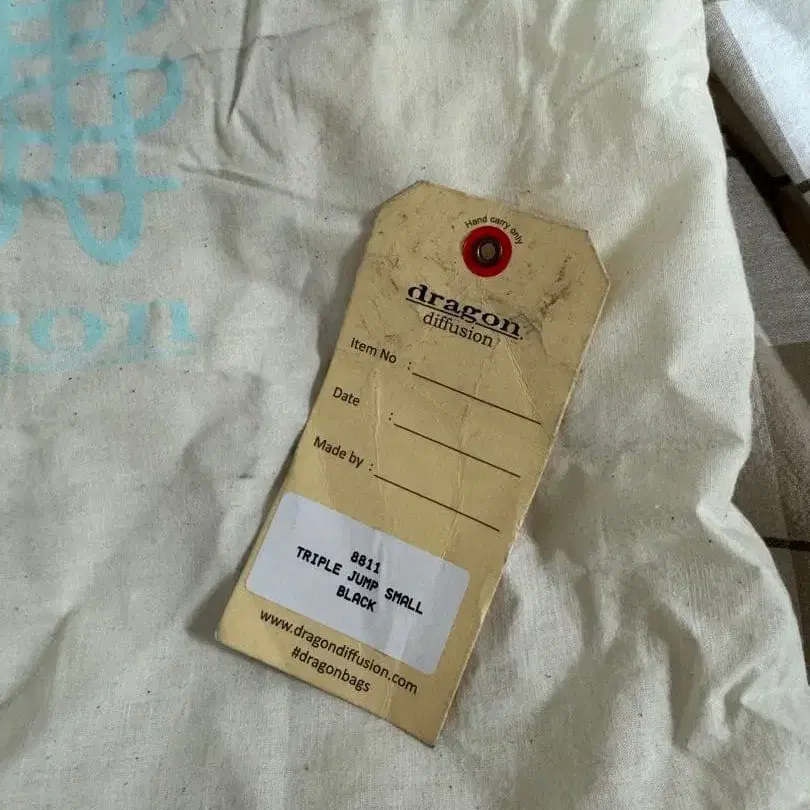 Hand carry only
dragon
diffusion
Item No :
Date :
Made by :
8811
TRIPLE JUMP SMALL
BLACK
www.dragondiffusion.com
#dragonbags